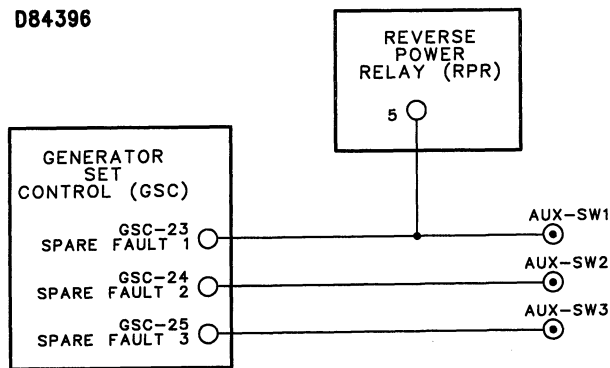 D84396
REVERSE
POWER
RELAY (RPR)
5
GENERATOR
SET
CONTROL (GSC)
GSC-23
SPARE FAULT 1
GSC-24
SPARE FAULT 2
GSC-25
SPARE FAULT 3
AUX-SW1
AUX-SW2
AUX-SW3